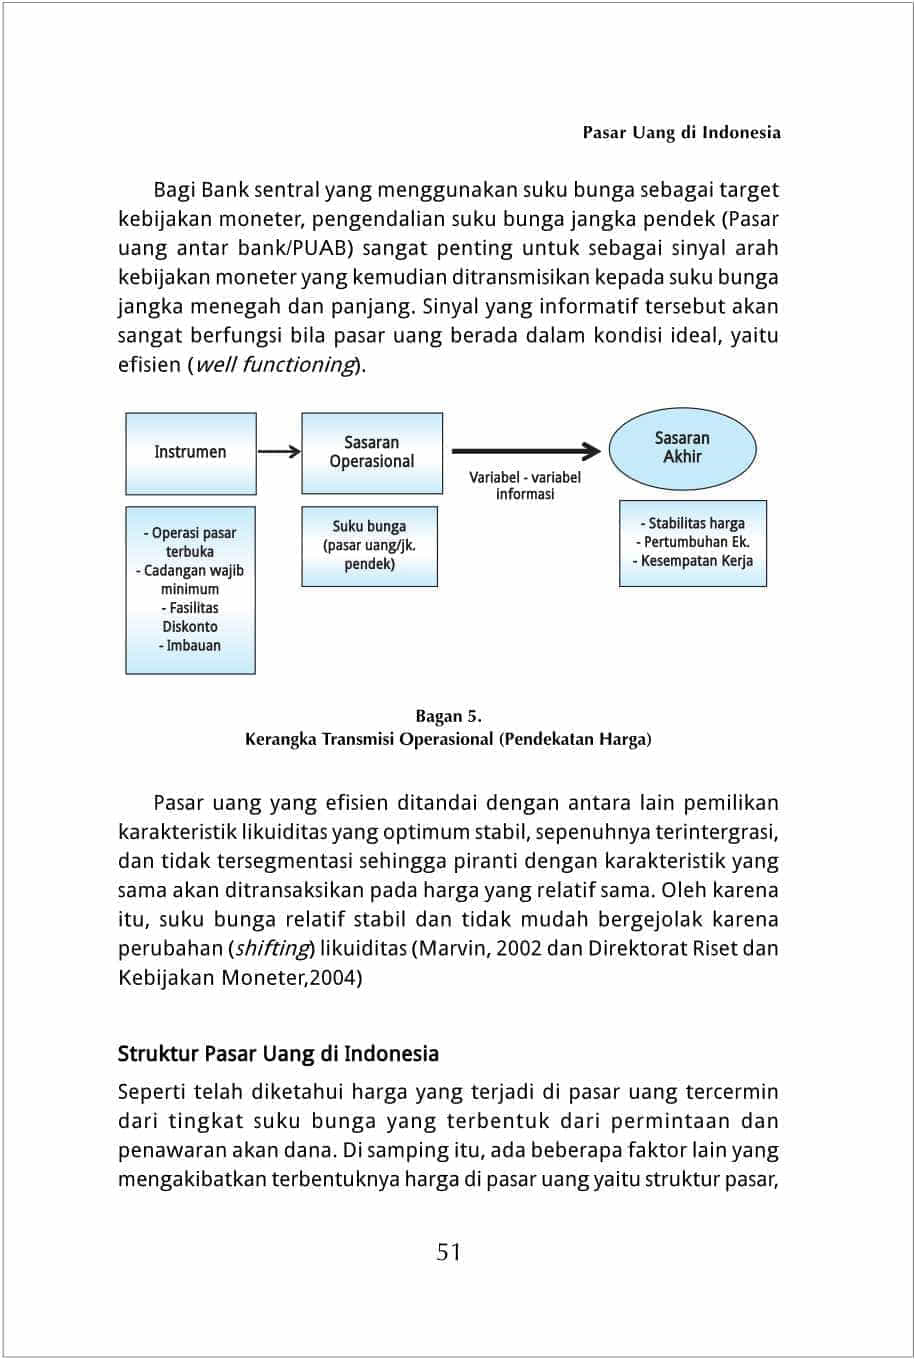 Pasar Uang di Indonesia
Bagi Bank sentral yang menggunakan suku bunga sebagai target
kebijakan moneter, pengendalian suku bunga jangka pendek (Pasar
uang antar bank/PUAB) sangat penting untuk sebagai sinyal arah
kebijakan moneter yang kemudian ditransmisikan kepada suku bunga
jangka menegah dan panjang. Sinyal yang informatif tersebut akan
sangat berfungsi bila pasar uang berada dalam kondisi ideal, yaitu
efisien (well functioning).
Instrumen
Sasaran
Operasional
Variabel - variabel
informasi
Sasaran
Akhir
- Operasi pasar
terbuka
- Cadangan wajib
minimum
- Fasilitas
Diskonto
- Imbauan
Suku bunga
(pasar uang/jk.
pendek)
- Stabilitas harga
- Pertumbuhan Ek.
- Kesempatan Kerja
Bagan 5.
Kerangka Transmisi Operasional (Pendekatan Harga)
Pasar uang yang efisien ditandai dengan antara lain pemilikan
karakteristik likuiditas yang optimum stabil, sepenuhnya terintergrasi,
dan tidak tersegmentasi sehingga piranti dengan karakteristik yang
sama akan ditransaksikan pada harga yang relatif sama. Oleh karena
itu, suku bunga relatif stabil dan tidak mudah bergejolak karena
perubahan (shifting) likuiditas (Marvin, 2002 dan Direktorat Riset dan
Kebijakan Moneter,2004)
Struktur Pasar Uang di Indonesia
Seperti telah diketahui harga yang terjadi di pasar uang tercermin
dari tingkat suku bunga yang terbentuk dari permintaan dan
penawaran akan dana. Di samping itu, ada beberapa faktor lain yang
mengakibatkan terbentuknya harga di pasar uang yaitu struktur pasar,
51